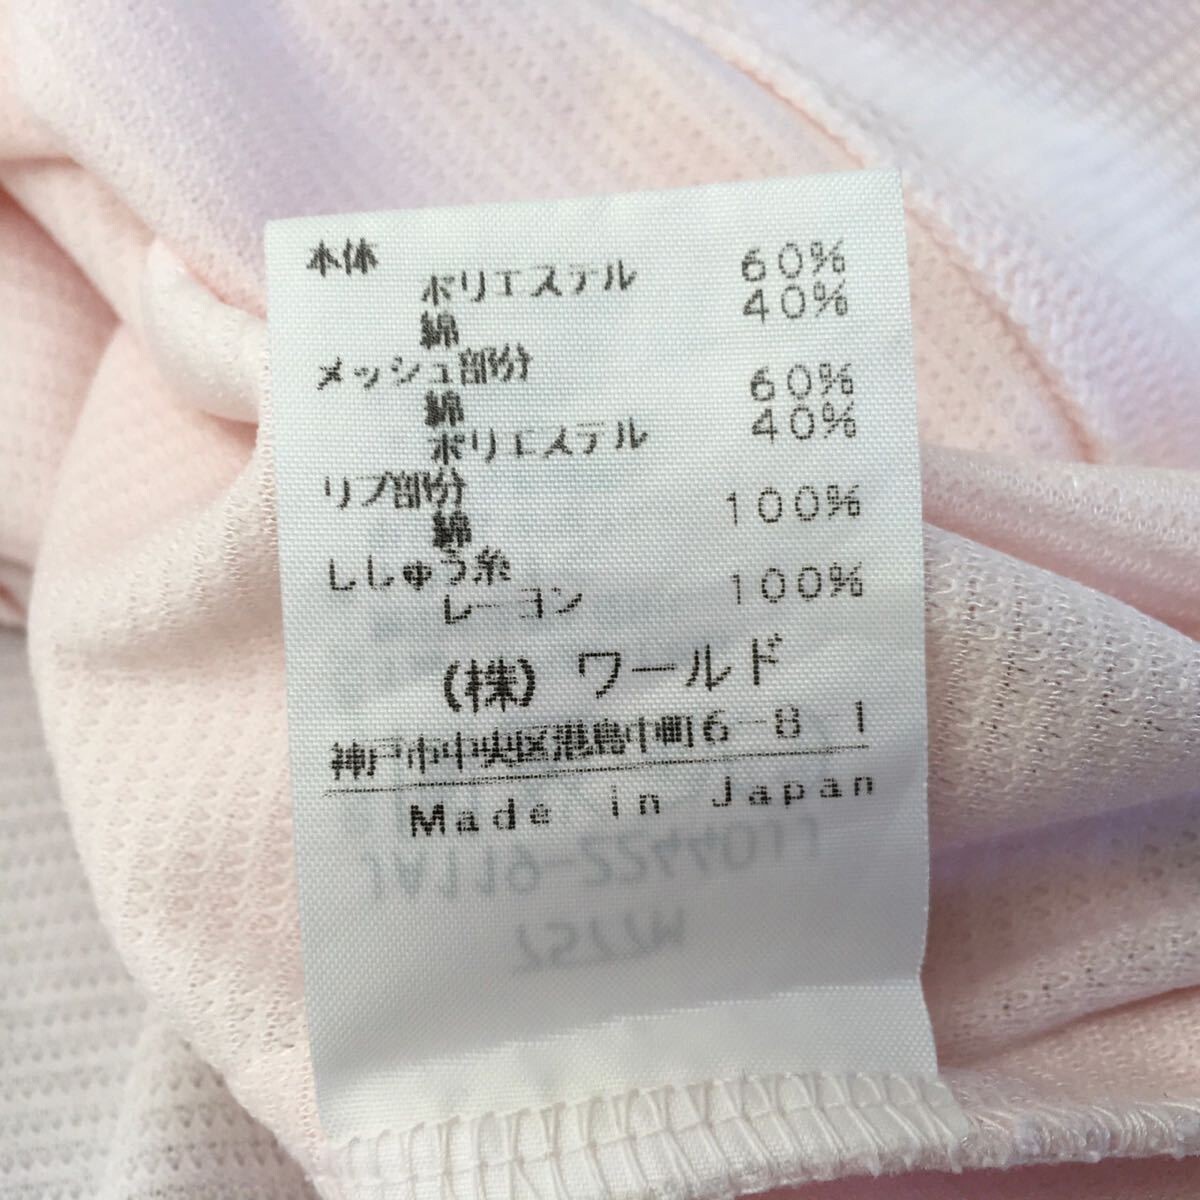 本体
ポリエステル 60%
綿 40%
メッシュ部分
綿 60%
ポリエステル 40%
リブ部分
綿 100%
ししゅう糸
レーヨン 100%
(株) ワールド
神戸市中央区港島中町6-8-1
Made in Japan